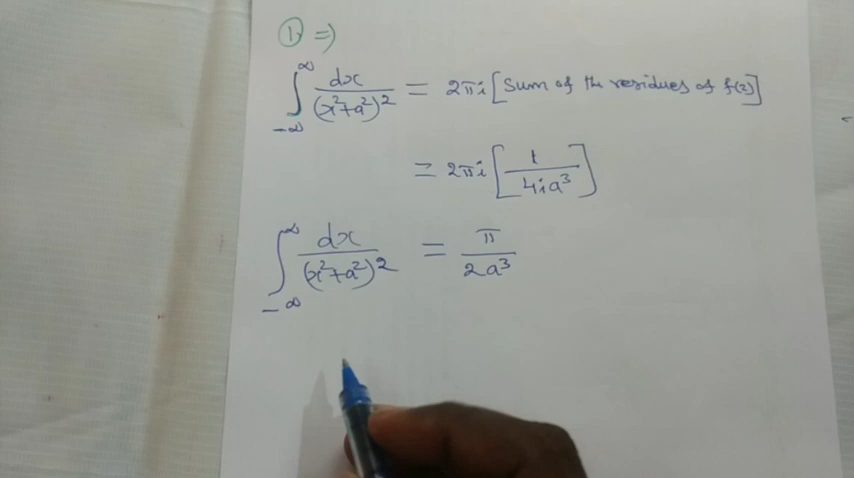 ① ⇒
∫_{-∞}^{∞} dx/(x²+a²)² = 2πi [Sum of the residues of f(z)]
= 2πi [1/(4ia³)]
∫_{-∞}^{∞} dx/(x²+a²)² = π/(2a³)